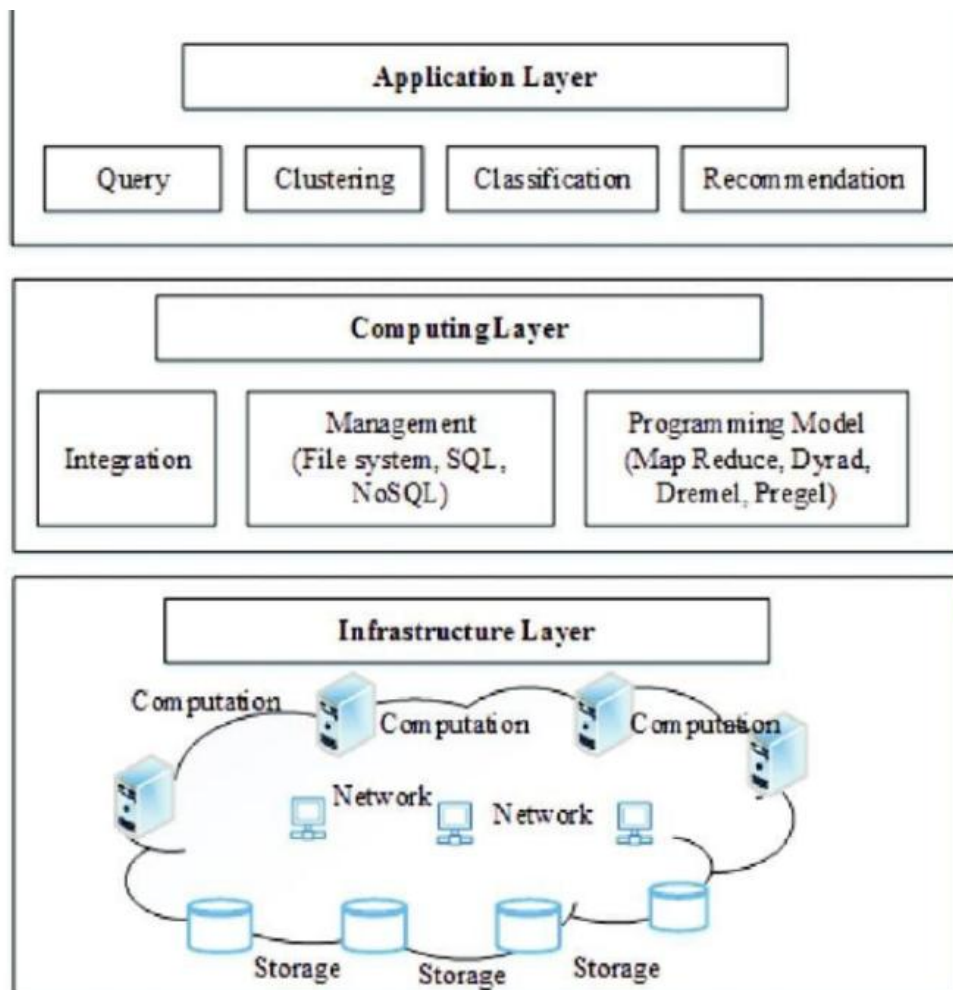 Application Layer
Query
Clustering
Classification
Recommendation
Computing Layer
Integration
Management
(File system, SQL,
NoSQL)
Programming Model
(Map Reduce, Dyrad,
Dremel, Pregel)
Infrastructure Layer
Computation
Computation
Computation
Network
Network
Storage
Storage
Storage